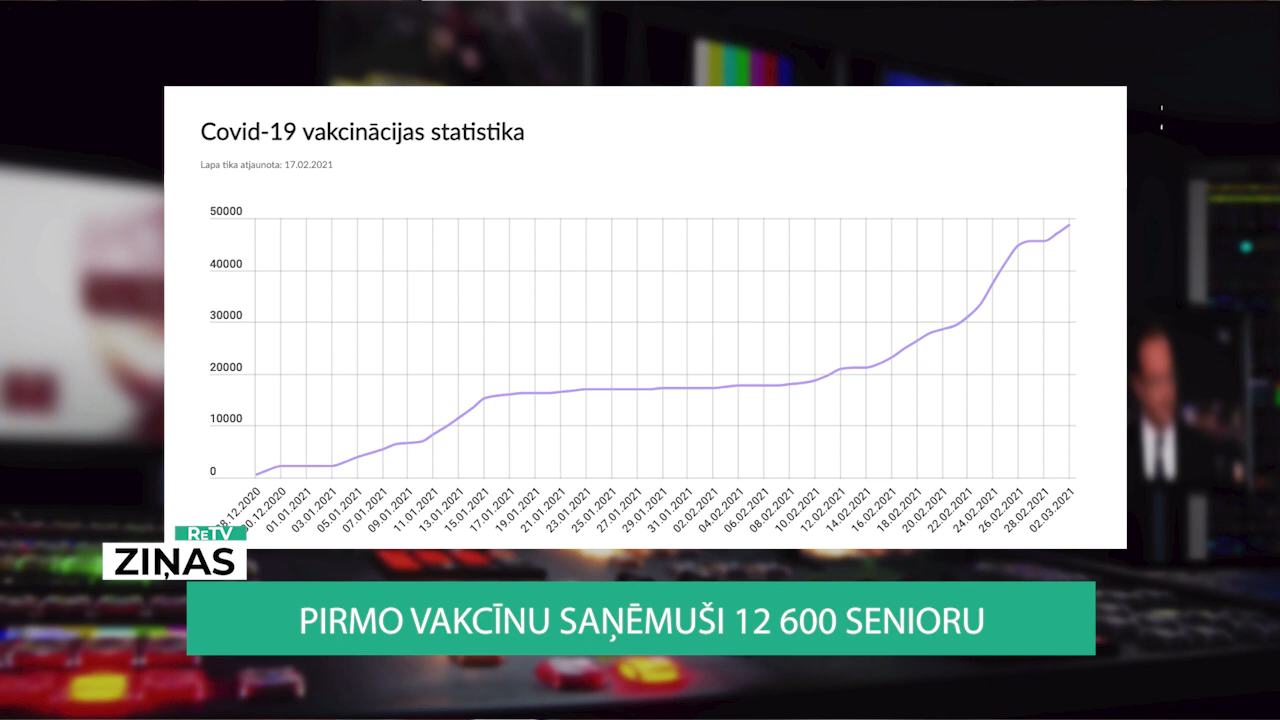 Covid-19 vakcinācijas statistika
Lapa tika atjaunota: 17.02.2021
50000
40000
30000
20000
10000
0
30.12.2020 01.01.2021 03.01.2021 05.01.2021 07.01.2021 09.01.2021 11.01.2021 13.01.2021 15.01.2021 17.01.2021 19.01.2021 21.01.2021 23.01.2021 25.01.2021 27.01.2021 29.01.2021 31.01.2021 02.02.2021 04.02.2021 06.02.2021 08.02.2021 10.02.2021 12.02.2021 14.02.2021 16.02.2021 18.02.2021 20.02.2021 22.02.2021 24.02.2021 26.02.2021 28.02.2021 02.03.2021
ReTV
ZIŅAS
PIRMO VAKCĪNU SAŅĒMUŠI 12 600 SENIORU